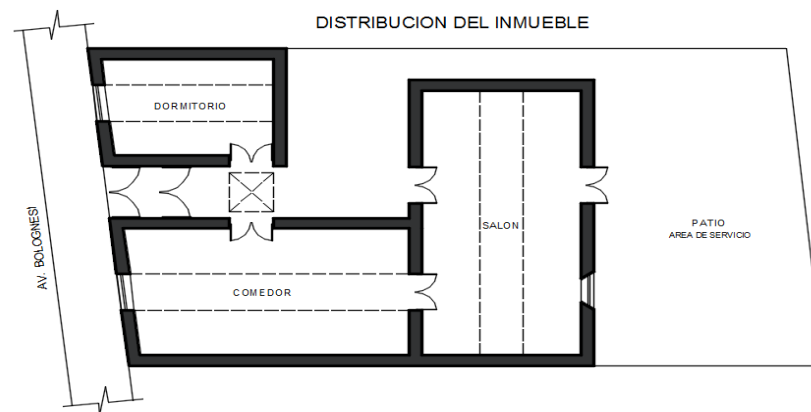 DISTRIBUCION DEL INMUEBLE
DORMITORIO
AV. BOLOGNESI
SALON
PATIO
AREA DE SERVICIO
COMEDOR